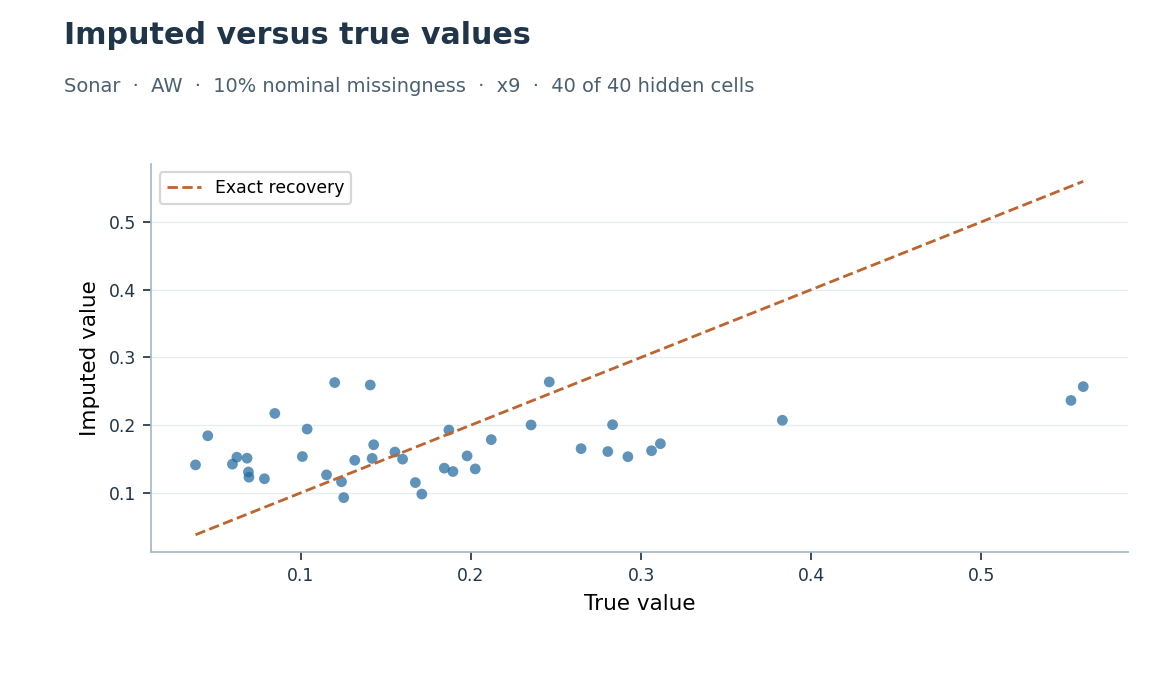 Imputed versus true values
Sonar · AW · 10% nominal missingness · x9 · 40 of 40 hidden cells
Exact recovery
0.5
0.4
0.3
0.2
0.1
Imputed value
0.1 0.2 0.3 0.4 0.5
True value